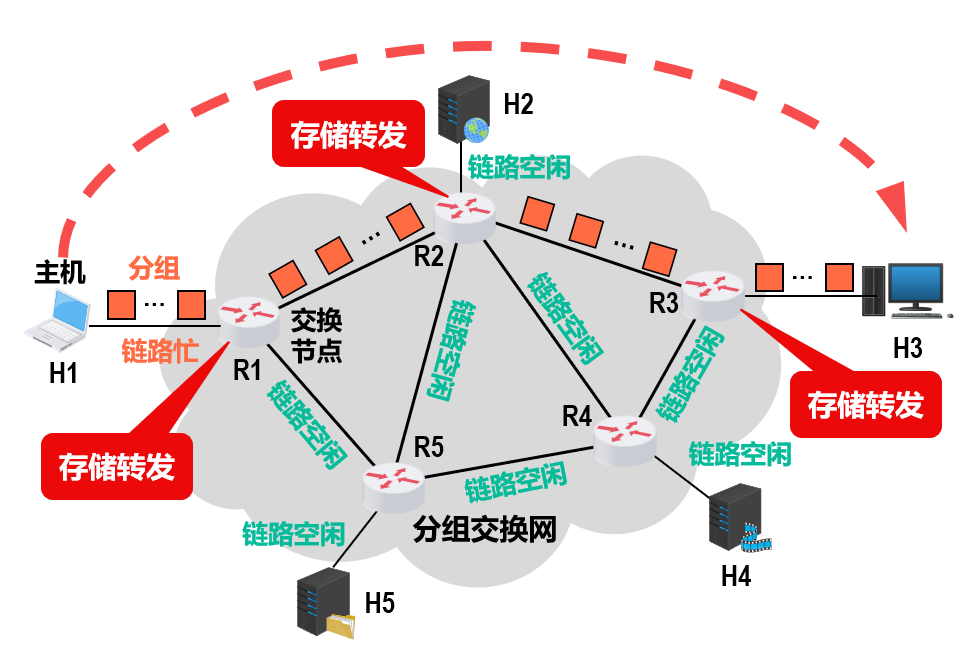 H2
存储转发
链路空闲
主机
分组
...
...
R2
...
...
R3
链路忙
H1
R1
交换
节点
链路空闲
链路空闲
链路空闲
H3
存储转发
存储转发
链路空闲
R5
R4
链路空闲
链路空闲
链路空闲
分组交换网
H5
H4